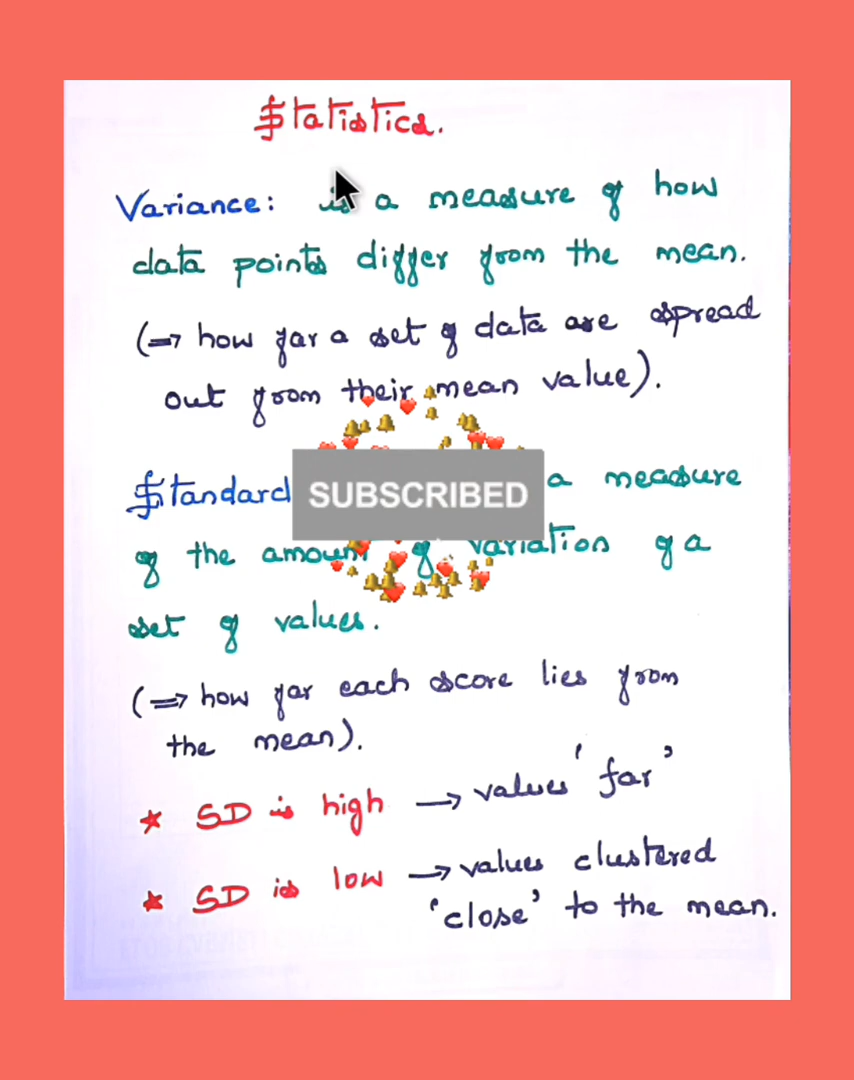 Statistics.
Variance: is a measure of how
data points differ from the mean.
(⇒ how far a set of data are spread
out from their mean value).
Standard SUBSCRIBED a measure
of the amount of variation of a
set of values.
(⇒ how far each score lies from
the mean).
★ SD is high → values 'far'
★ SD is low → values clustered
'close' to the mean.